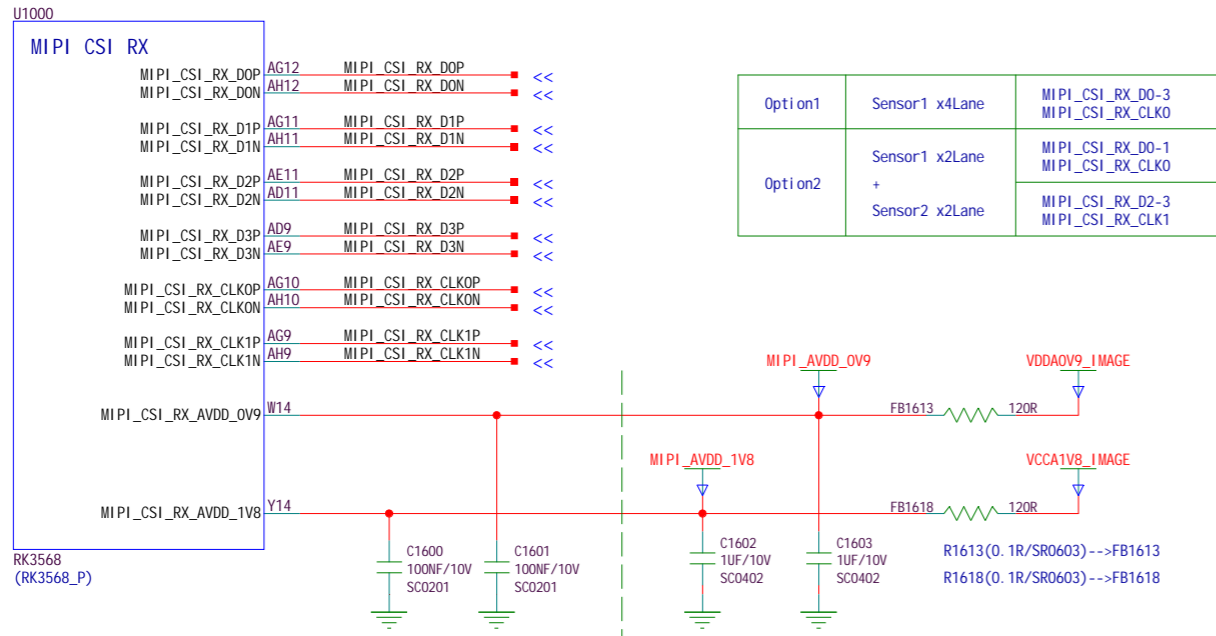 U1000
MIPI CSI RX
MIPI_CSI_RX_D0P AG12 MIPI_CSI_RX_D0P <<
MIPI_CSI_RX_D0N AH12 MIPI_CSI_RX_D0N <<
MIPI_CSI_RX_D1P AG11 MIPI_CSI_RX_D1P <<
MIPI_CSI_RX_D1N AH11 MIPI_CSI_RX_D1N <<
MIPI_CSI_RX_D2P AE11 MIPI_CSI_RX_D2P <<
MIPI_CSI_RX_D2N AD11 MIPI_CSI_RX_D2N <<
MIPI_CSI_RX_D3P AD9 MIPI_CSI_RX_D3P <<
MIPI_CSI_RX_D3N AE9 MIPI_CSI_RX_D3N <<
MIPI_CSI_RX_CLK0P AG10 MIPI_CSI_RX_CLK0P <<
MIPI_CSI_RX_CLK0N AH10 MIPI_CSI_RX_CLK0N <<
MIPI_CSI_RX_CLK1P AG9 MIPI_CSI_RX_CLK1P <<
MIPI_CSI_RX_CLK1N AH9 MIPI_CSI_RX_CLK1N <<
MIPI_CSI_RX_AVDD_0V9 W14
MIPI_CSI_RX_AVDD_1V8 Y14
RK3568
(RK3568_P)
Option1
Sensor1 x4Lane
MIPI_CSI_RX_D0-3
MIPI_CSI_RX_CLK0
Option2
Sensor1 x2Lane
+
Sensor2 x2Lane
MIPI_CSI_RX_D0-1
MIPI_CSI_RX_CLK0
MIPI_CSI_RX_D2-3
MIPI_CSI_RX_CLK1
MIPI_AVDD_0V9
VDDA0V9_IMAGE
FB1613 120R
MIPI_AVDD_1V8
VCCA1V8_IMAGE
FB1618 120R
C1600
100NF/10V
SC0201
C1601
100NF/10V
SC0201
C1602
1UF/10V
SC0402
C1603
1UF/10V
SC0402
R1613(0.1R/SR0603)-->FB1613
R1618(0.1R/SR0603)-->FB1618